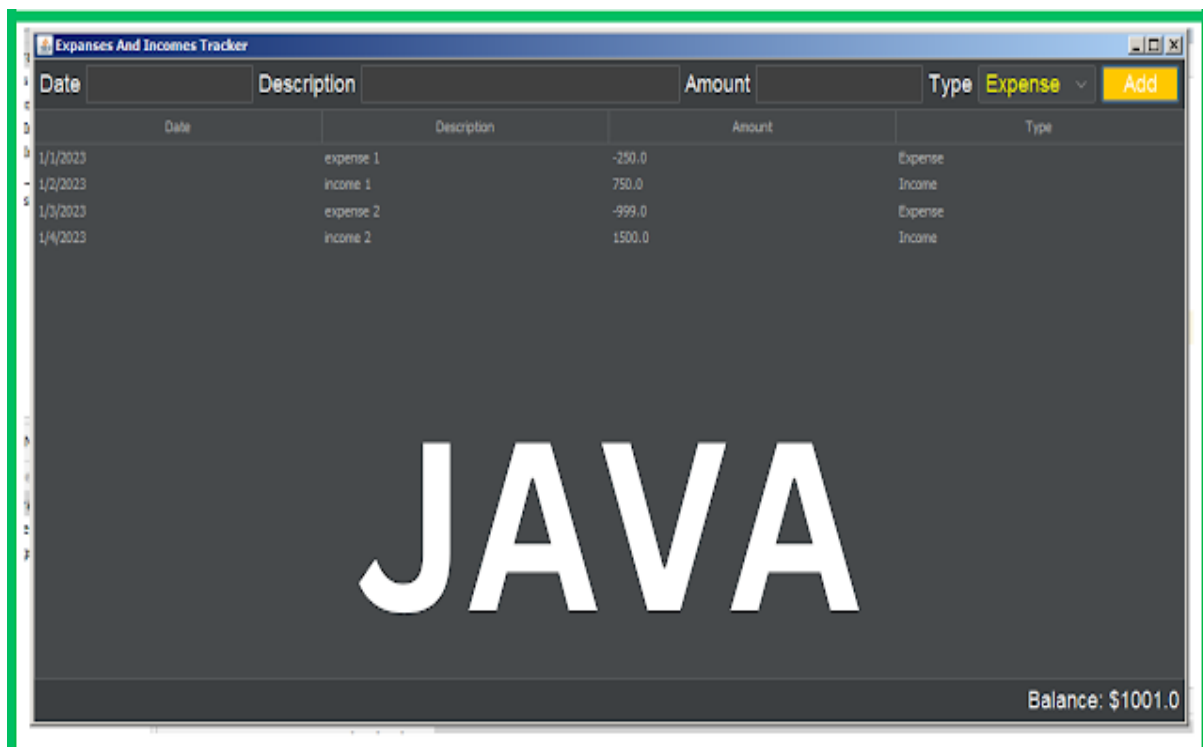 Expanses And Incomes Tracker
Date Description Amount Type Expense Add
Date Description Amount Type
1/1/2023 expense 1 -250.0 Expense
1/2/2023 income 1 750.0 Income
1/3/2023 expense 2 -999.0 Expense
1/4/2023 income 2 1500.0 Income
JAVA
Balance: $1001.0